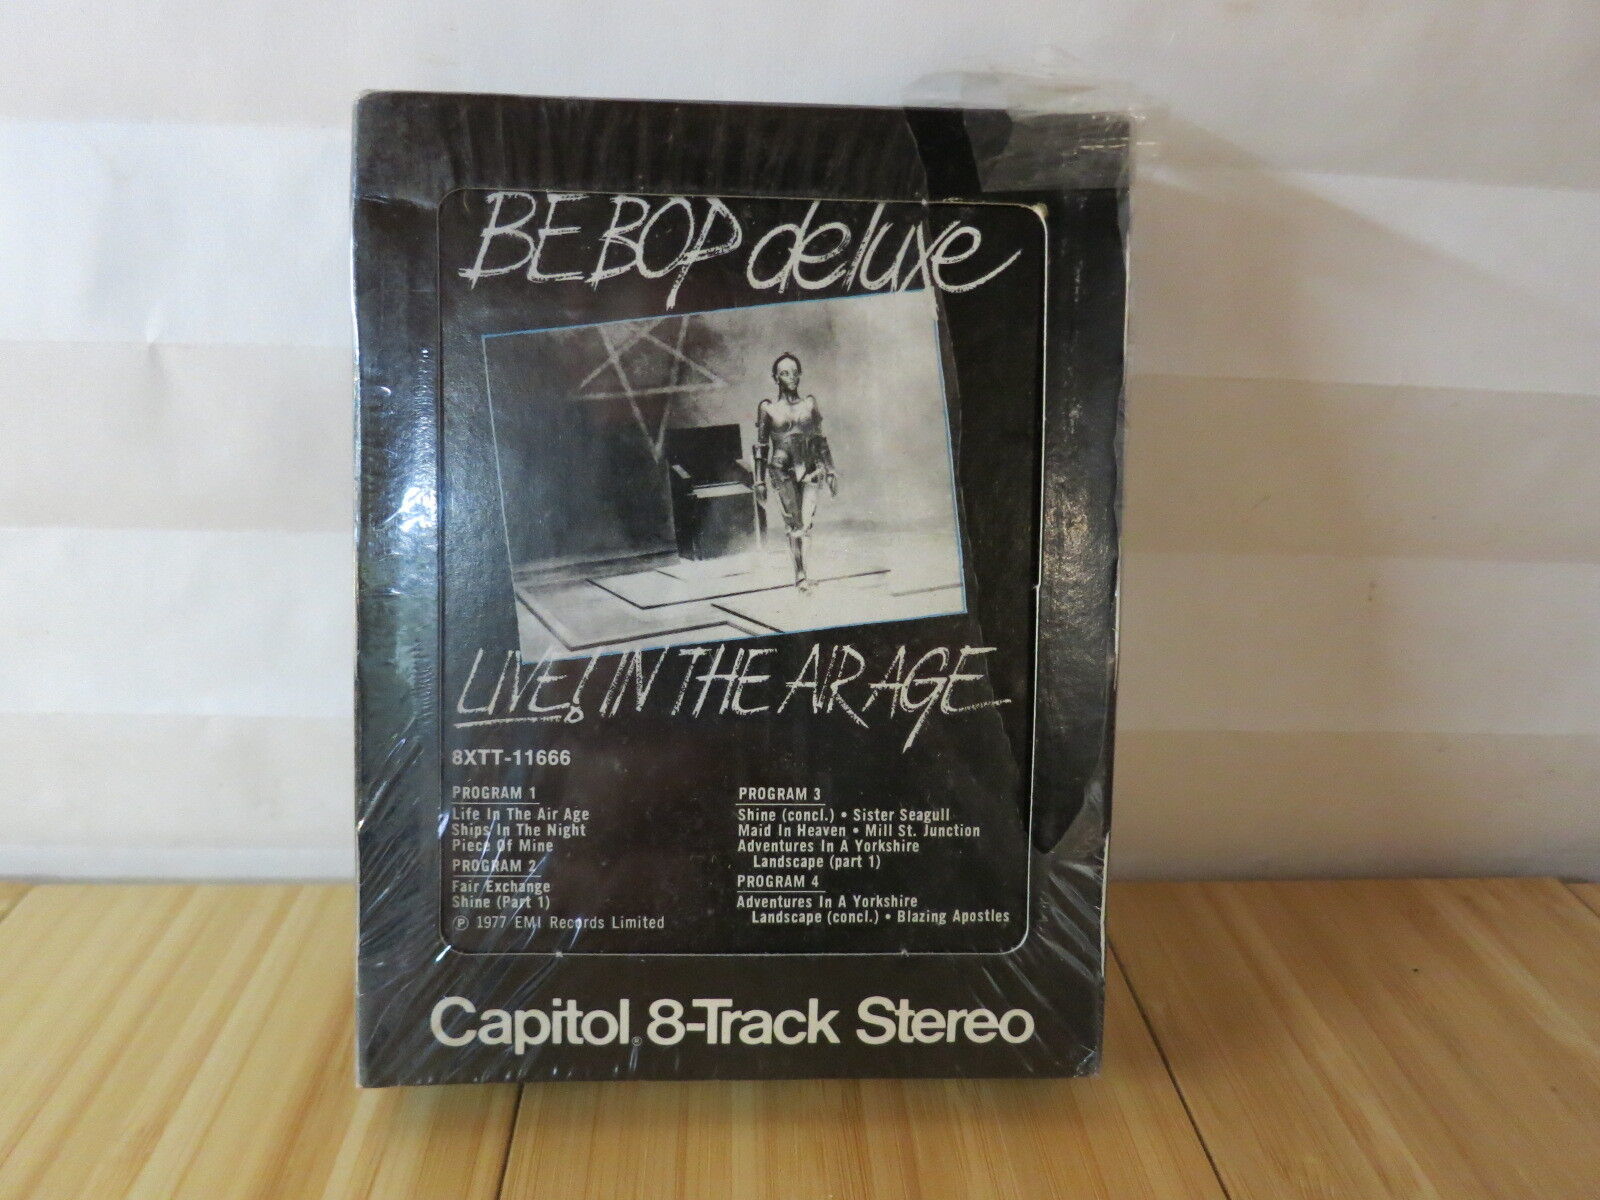 BE BOP deluxe
LIVE! IN THE AIR AGE
8XTT-11666
PROGRAM 1
Life In The Air Age
Ships In The Night
Piece Of Mine
PROGRAM 2
Fair Exchange
Shine (Part 1)
℗ 1977 EMI Records Limited
PROGRAM 3
Shine (concl.) • Sister Seagull
Maid In Heaven • Mill St. Junction
Adventures In A Yorkshire
Landscape (part 1)
PROGRAM 4
Adventures In A Yorkshire
Landscape (concl.) • Blazing Apostles
Capitol® 8-Track Stereo